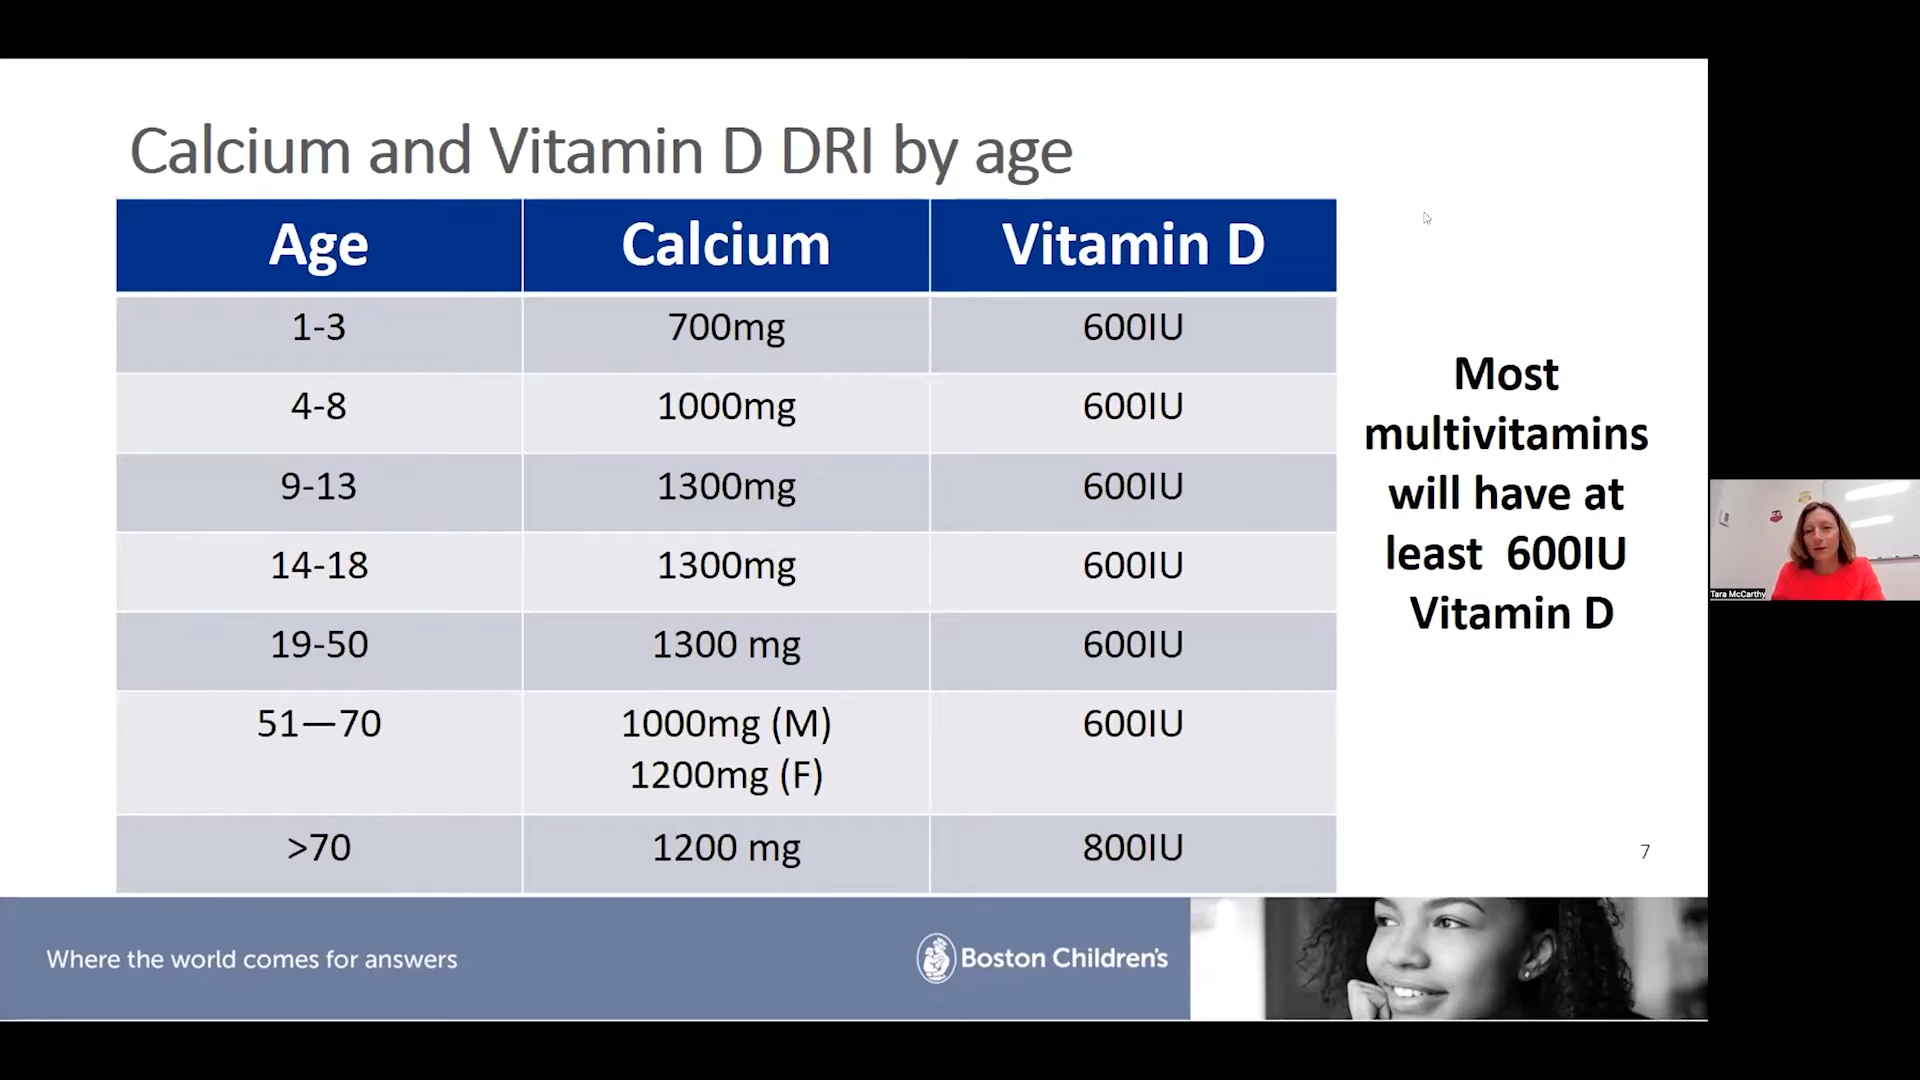 Calcium and Vitamin D DRI by age
Age Calcium Vitamin D
1-3 700mg 600IU
4-8 1000mg 600IU
9-13 1300mg 600IU
14-18 1300mg 600IU
19-50 1300 mg 600IU
51—70 1000mg (M) 600IU
1200mg (F)
>70 1200 mg 800IU
Most
multivitamins
will have at
least 600IU
Vitamin D
7
Where the world comes for answers
Boston Children's
Tara McCarthy